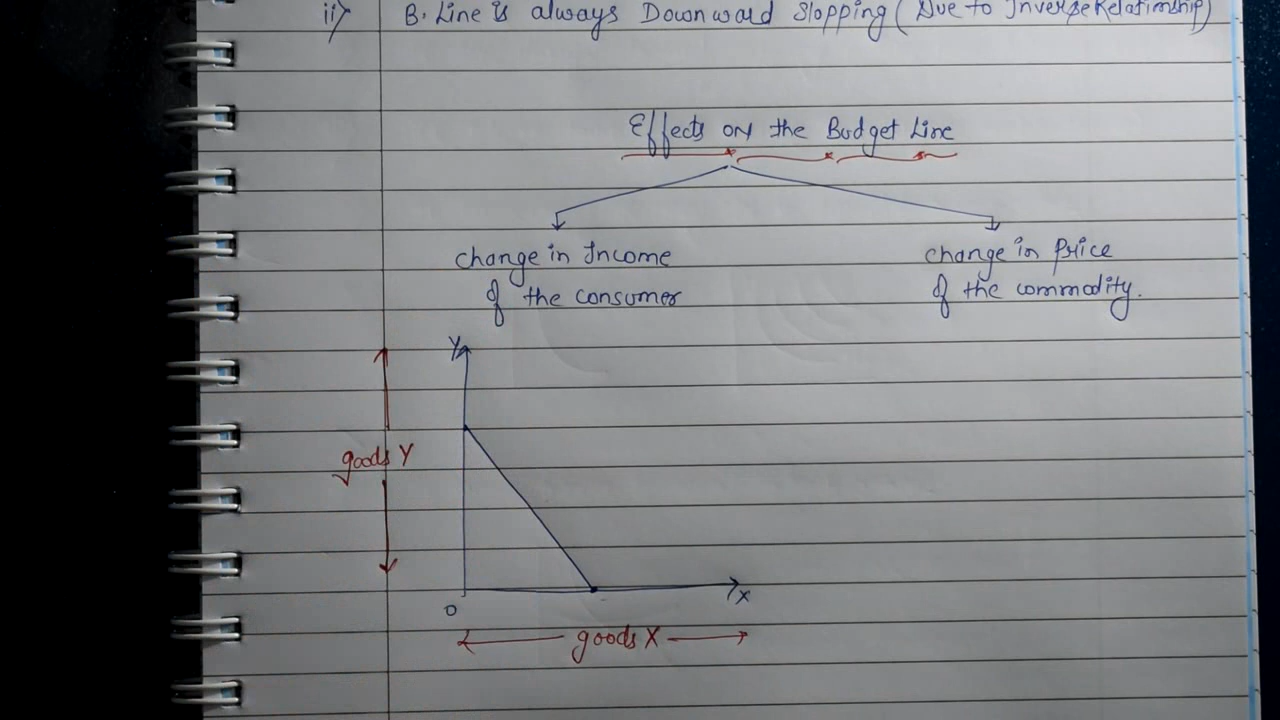 ii) B. Line is always Downward Slopping (Due to Inverse Relationship)
Effects on the Budget Line
change in Income
of the consumer
change in Price
of the commodity.
Y
goods Y
O
X
goods X